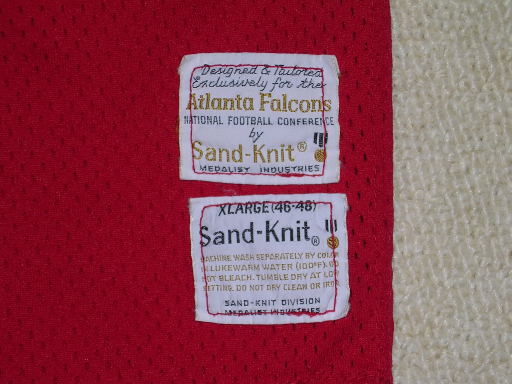 Designed & Tailored
Exclusively for the
Atlanta Falcons
NATIONAL FOOTBALL CONFERENCE
by
Sand-Knit®
MEDALIST INDUSTRIES
XLARGE (46-48)
Sand-Knit®
MACHINE WASH SEPARATELY BY COLOR
IN LUKEWARM WATER (100°F). DO
NOT BLEACH. TUMBLE DRY AT LOW
SETTING. DO NOT DRY CLEAN OR IRON
SAND-KNIT DIVISION
MEDALIST INDUSTRIES